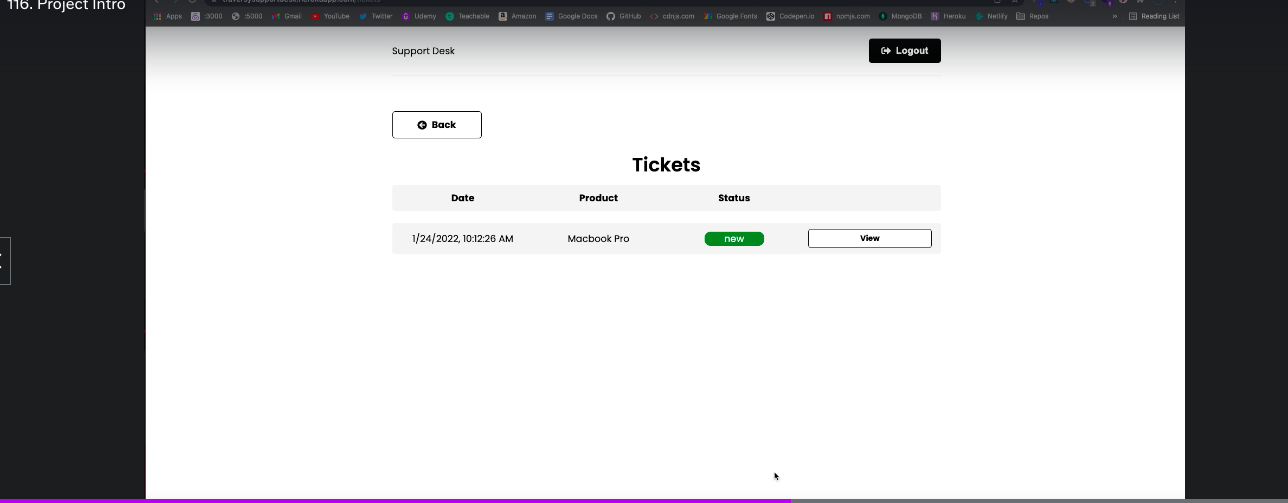 116. Project Intro
Apps :3000 :5000 Gmail YouTube Twitter Udemy Teachable Amazon Google Docs GitHub cdnjs.com Google Fonts Codepen.io npmjs.com MongoDB Heroku Netlify Repos » Reading List
Support Desk
Logout
Back
Tickets
Date Product Status
1/24/2022, 10:12:26 AM Macbook Pro new View